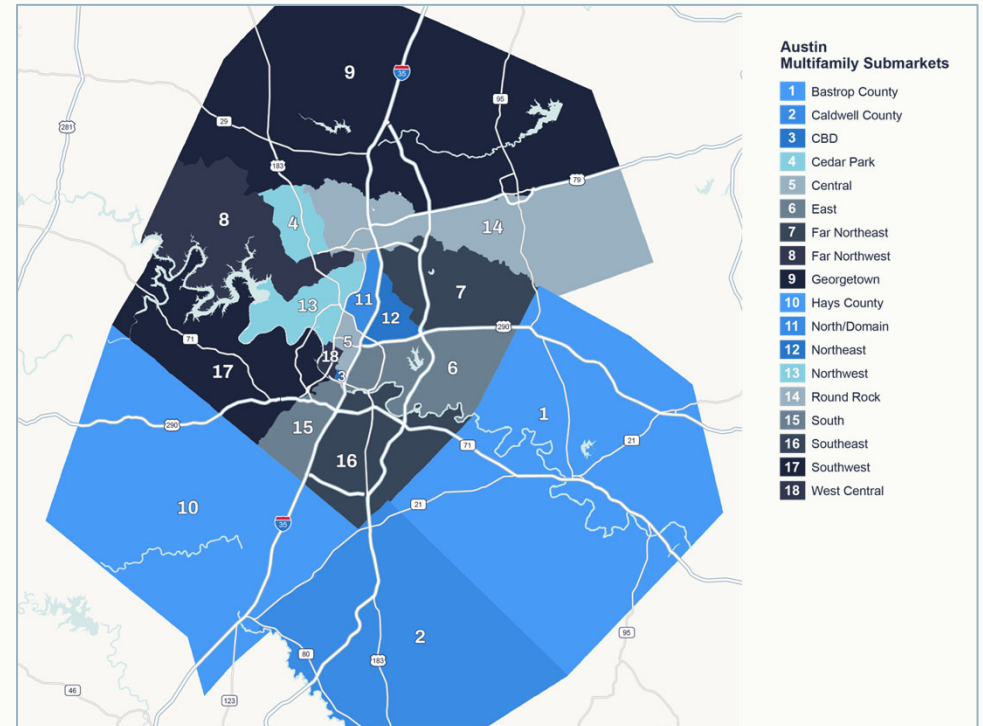 Austin
Multifamily Submarkets
1 Bastrop County
2 Caldwell County
3 CBD
4 Cedar Park
5 Central
6 East
7 Far Northeast
8 Far Northwest
9 Georgetown
10 Hays County
11 North/Domain
12 Northeast
13 Northwest
14 Round Rock
15 South
16 Southeast
17 Southwest
18 West Central
9
35
95
281
29
183
79
8
4
14
13
11
7
12
290
71
5
18
6
17
3
1
15
290
21
71
16
10
21
35
2
95
80
183
46
123